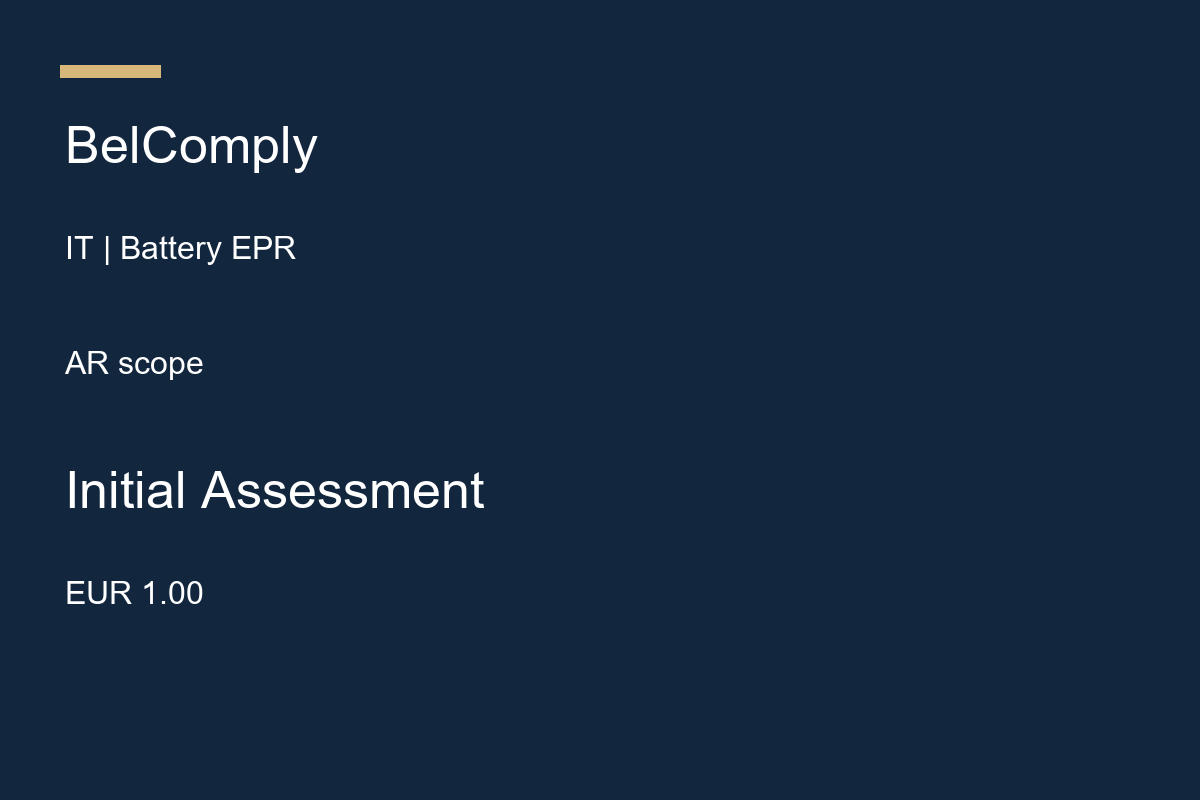 BelComply
IT | Battery EPR
AR scope
Initial Assessment
EUR 1.00